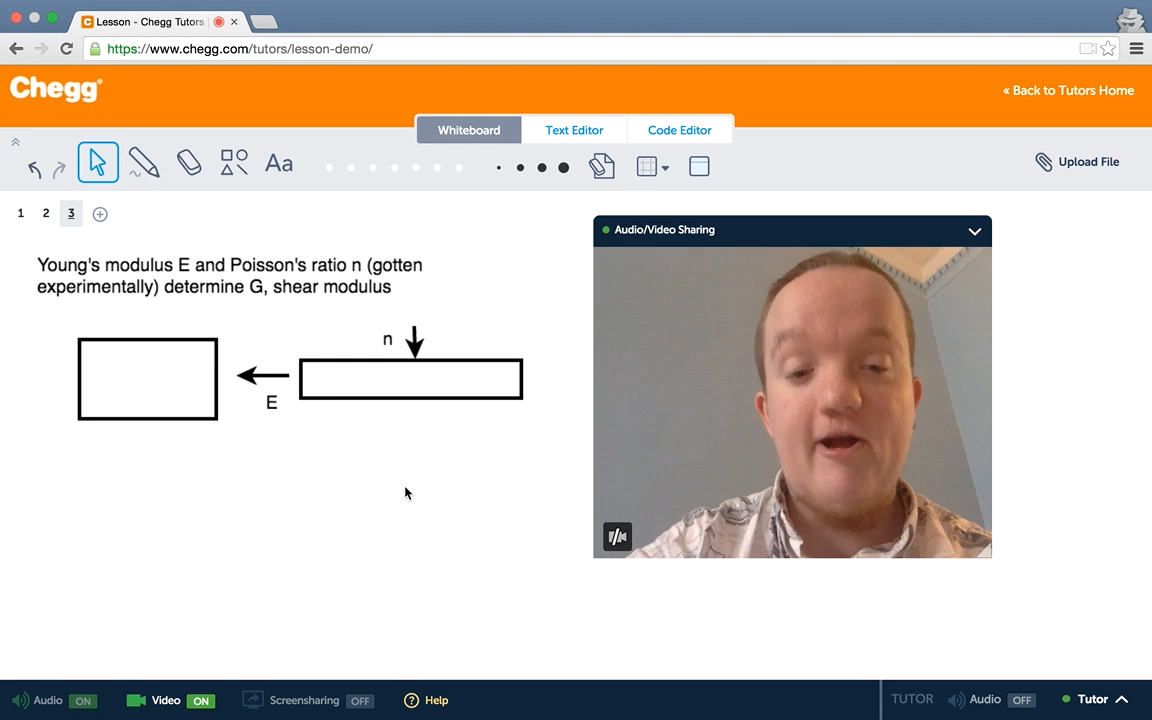 Lesson - Chegg Tutors
https://www.chegg.com/tutors/lesson-demo/
Chegg
« Back to Tutors Home
Whiteboard Text Editor Code Editor
Aa
Upload File
1 2 3
Audio/Video Sharing
Young's modulus E and Poisson's ratio n (gotten
experimentally) determine G, shear modulus
n
E
Audio ON Video ON Screensharing OFF ? Help TUTOR Audio OFF Tutor